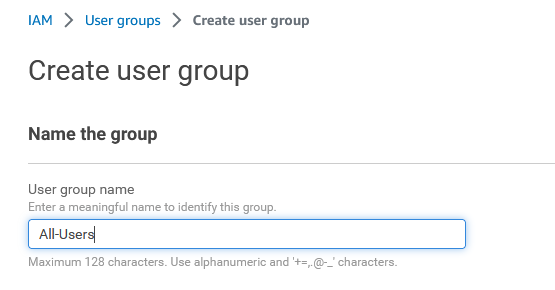 IAM > User groups > Create user group
Create user group
Name the group
User group name
Enter a meaningful name to identify this group.
All-Users
Maximum 128 characters. Use alphanumeric and '+=,.@-_' characters.